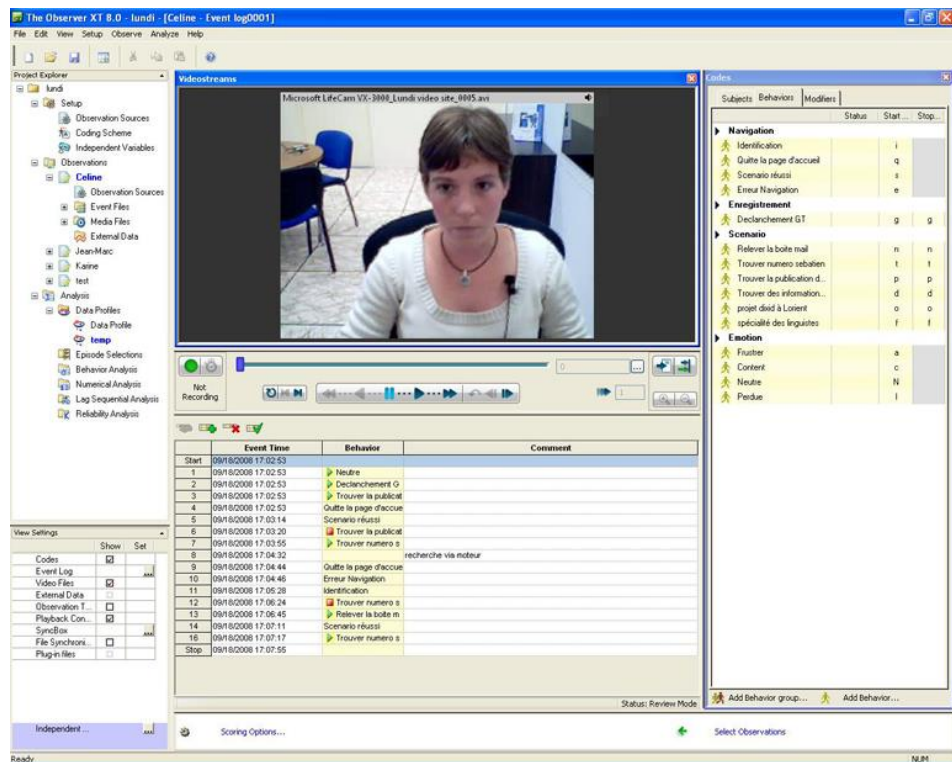 The Observer XT 8.0 - lundi - [Celine - Event log0001]
File Edit View Setup Observe Analyze Help
Project Explorer
lundi
Setup
Observation Sources
Coding Scheme
Independent Variables
Observations
Celine
Observation Sources
Event Files
Media Files
External Data
Jean-Marc
Karine
test
Analysis
Data Profiles
Data Profile
temp
Episode Selections
Behavior Analysis
Numerical Analysis
Lag Sequential Analysis
Reliability Analysis
View Settings
Show Set
Codes
Event Log
Video Files
External Data
Observation T...
Playback Con...
SyncBox
File Synchroni...
Plug-in files
Independent ...
Videostreams
Microsoft LifeCam VX-3000_Lundi video site_0005.avi
Not
Recording
0
1
Event Time Behavior Comment
Start 09/18/2008 17:02:53
1 09/18/2008 17:02:53 Neutre
2 09/18/2008 17:02:53 Declanchement G
3 09/18/2008 17:02:53 Trouver la publicat
4 09/18/2008 17:02:53 Quitte la page d'accue
5 09/18/2008 17:03:14 Scenario réussi
6 09/18/2008 17:03:20 Trouver la publicat
7 09/18/2008 17:03:55 Trouver numero s
8 09/18/2008 17:04:32 recherche via moteur
9 09/18/2008 17:04:44 Quitte la page d'accue
10 09/18/2008 17:04:46 Erreur Navigation
11 09/18/2008 17:05:28 Identification
12 09/18/2008 17:06:24 Trouver numero s
13 09/18/2008 17:06:45 Relever la boite m
14 09/18/2008 17:07:11 Scenario réussi
16 09/18/2008 17:07:17 Trouver numero s
Stop 09/18/2008 17:07:55
Status: Review Mode
Scoring Options...
Select Observations
Codes
Subjects Behaviors Modifiers
Status Start ... Stop...
Navigation
Identification i
Quitte la page d'accueil q
Scenario réussi s
Erreur Navigation e
Enregistrement
Declanchement GT g g
Scenario
Relever la boite mail n n
Trouver numero sebatien t t
Trouver la publication d... p p
Trouver des information... d d
projet dixid à Lorient o o
spécialité des linguistes f f
Emotion
Frustrer a
Content c
Neutre N
Perdue l
Add Behavior group... Add Behavior...
Ready
NUM